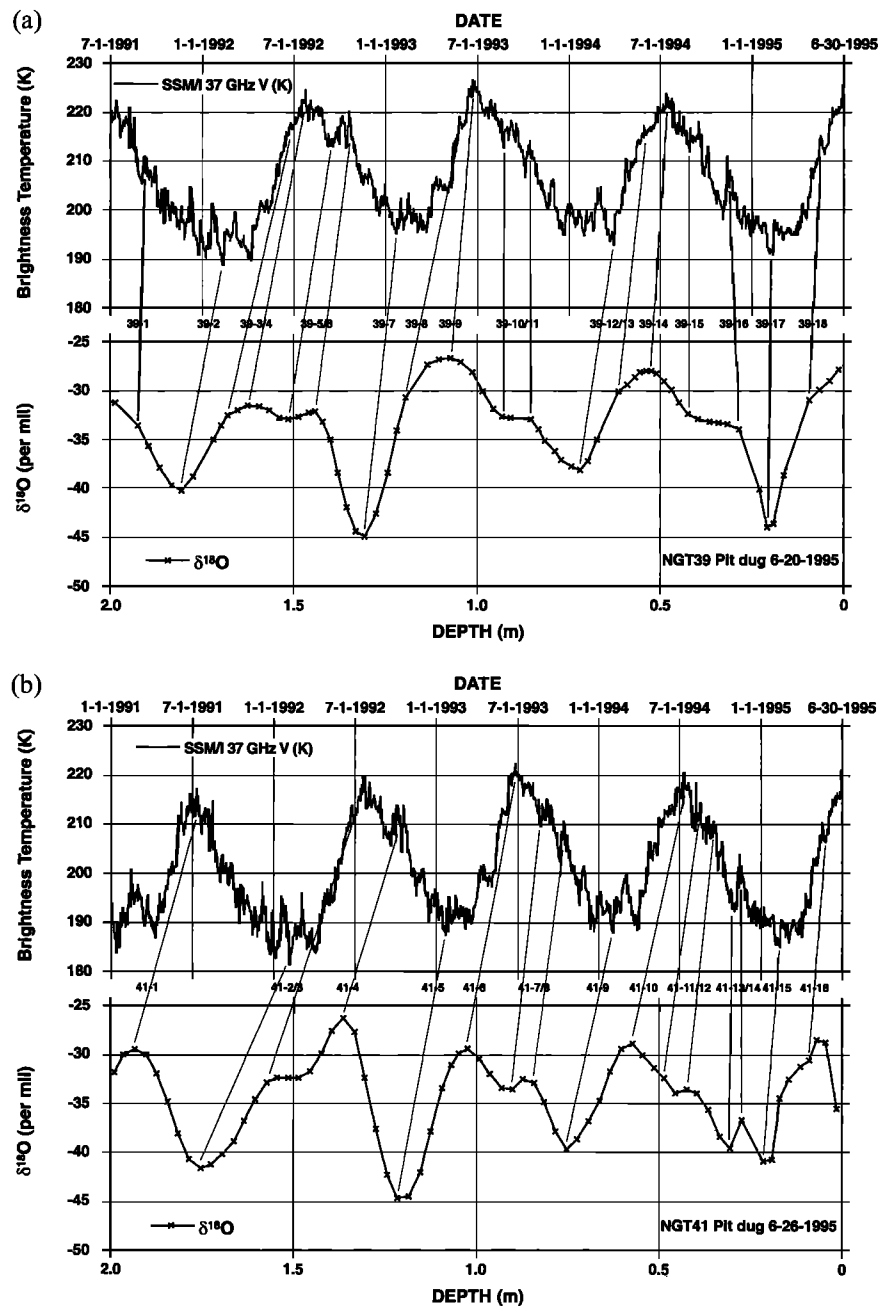 (a)
DATE
7-1-1991 1-1-1992 7-1-1992 1-1-1993 7-1-1993 1-1-1994 7-1-1994 1-1-1995 6-30-1995
230
SSM/I 37 GHz V (K)
220
210
200
190
180
Brightness Temperature (K)
39-1 39-2 39-3/4 39-5/6 39-7 39-8 39-9 39-10/11 39-12/13 39-14 39-15 39-16 39-17 39-18
-25
-30
-35
-40
-45
-50
δ18O (per mil)
δ18O
NGT39 Pit dug 6-20-1995
2.0 1.5 1.0 0.5 0
DEPTH (m)
(b)
DATE
1-1-1991 7-1-1991 1-1-1992 7-1-1992 1-1-1993 7-1-1993 1-1-1994 7-1-1994 1-1-1995 6-30-1995
230
SSM/I 37 GHz V (K)
220
210
200
190
180
Brightness Temperature (K)
41-1 41-2/3 41-4 41-5 41-6 41-7/8 41-9 41-10 41-11/12 41-13/14 41-15 41-16
-25
-30
-35
-40
-45
-50
δ18O (per mil)
δ18O
NGT41 Pit dug 6-26-1995
2.0 1.5 1.0 0.5 0
DEPTH (m)